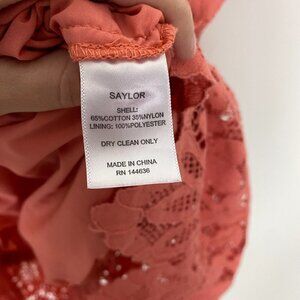 SAYLOR
SHELL:
65%COTTON 35%NYLON
LINING: 100%POLYESTER
DRY CLEAN ONLY
MADE IN CHINA
RN 144636